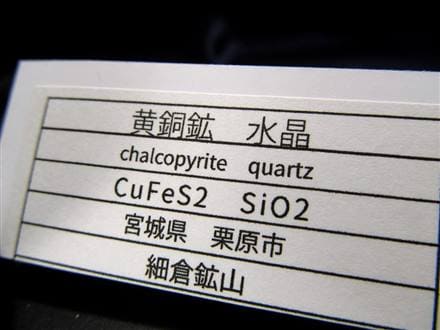 黄銅鉱　水晶
chalcopyrite quartz
CuFeS2 SiO2
宮城県　栗原市
細倉鉱山